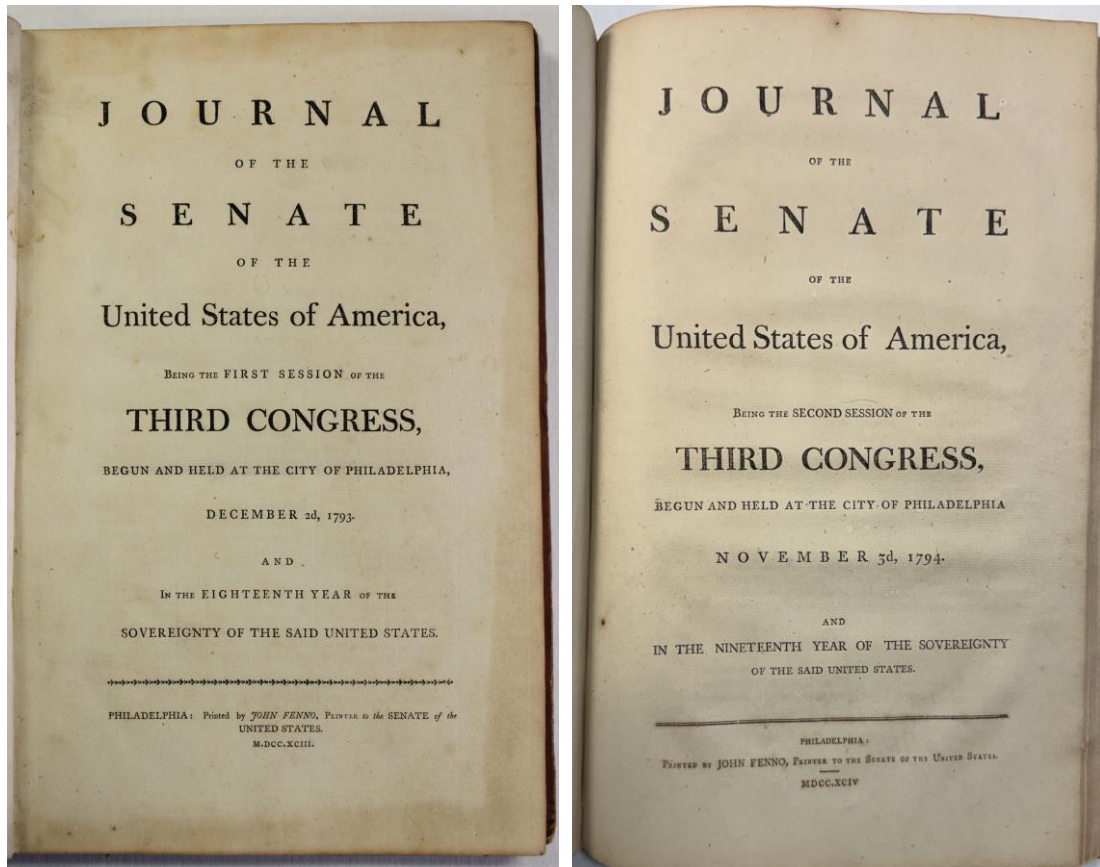 JOURNAL
OF THE
SENATE
OF THE
United States of America,
BEING THE FIRST SESSION OF THE
THIRD CONGRESS,
BEGUN AND HELD AT THE CITY OF PHILADELPHIA,
DECEMBER 2d, 1793.
AND
IN THE EIGHTEENTH YEAR OF THE
SOVEREIGNTY OF THE SAID UNITED STATES.
PHILADELPHIA: Printed by JOHN FENNO, PRINTER to the SENATE of the
UNITED STATES.
M.DCC.XCIII.
JOURNAL
OF THE
SENATE
OF THE
United States of America,
BEING THE SECOND SESSION OF THE
THIRD CONGRESS,
BEGUN AND HELD AT THE CITY OF PHILADELPHIA
NOVEMBER 3d, 1794.
AND
IN THE NINETEENTH YEAR OF THE SOVEREIGNTY
OF THE SAID UNITED STATES.
PHILADELPHIA:
PRINTED BY JOHN FENNO, PRINTER TO THE SENATE OF THE UNITED STATES.
MDCC.XCIV